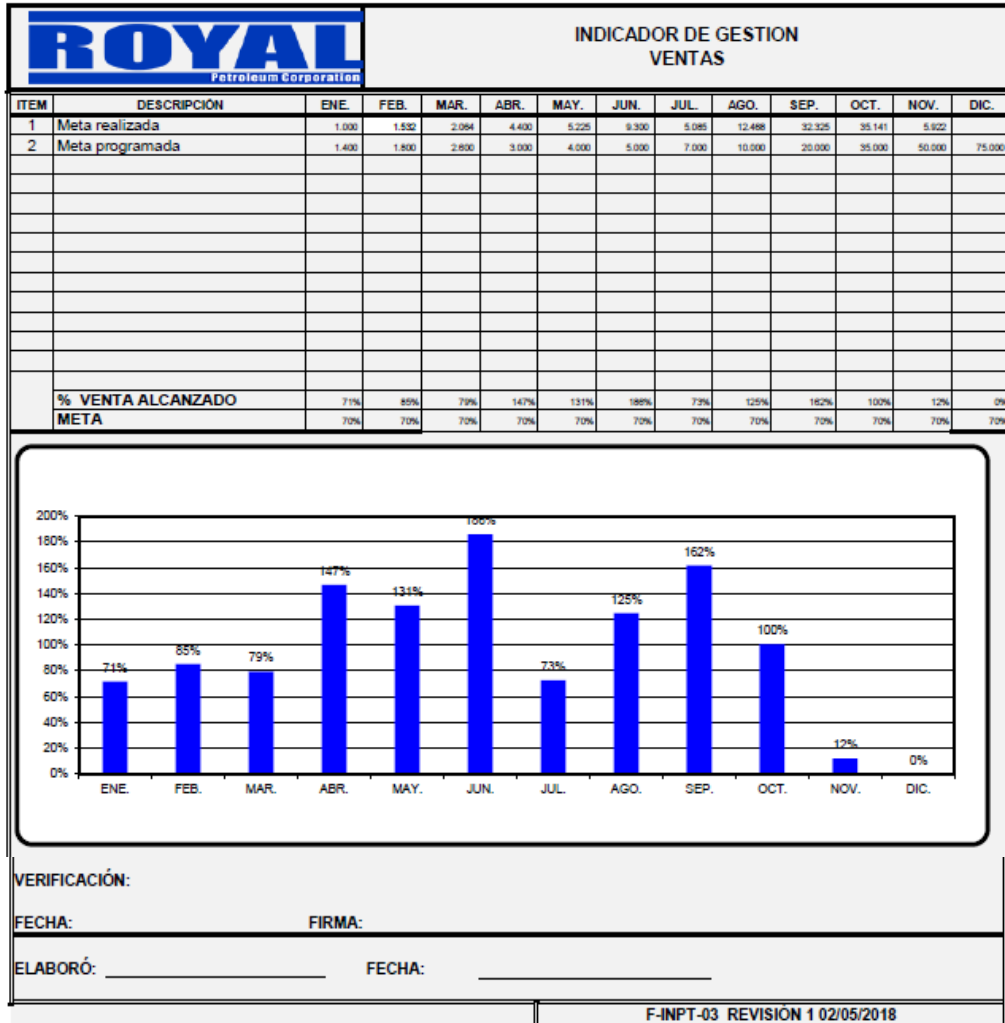 ROYAL
Petroleum Corporation
INDICADOR DE GESTION
VENTAS
ITEM DESCRIPCIÓN ENE. FEB. MAR. ABR. MAY. JUN. JUL. AGO. SEP. OCT. NOV. DIC.
1 Meta realizada 1.000 1.532 2.064 4.400 5.225 9.300 5.085 12.468 32.325 35.141 5.922
2 Meta programada 1.400 1.800 2.600 3.000 4.000 5.000 7.000 10.000 20.000 35.000 50.000 75.000
% VENTA ALCANZADO 71% 85% 79% 147% 131% 186% 73% 125% 162% 100% 12% 0%
META 70% 70% 70% 70% 70% 70% 70% 70% 70% 70% 70% 70%
200%
180%
160%
140%
120%
100%
80%
60%
40%
20%
0%
71% 85% 79% 147% 131% 186% 73% 125% 162% 100% 12% 0%
ENE. FEB. MAR. ABR. MAY. JUN. JUL. AGO. SEP. OCT. NOV. DIC.
VERIFICACIÓN:
FECHA: FIRMA:
ELABORÓ: FECHA:
F-INPT-03 REVISIÓN 1 02/05/2018